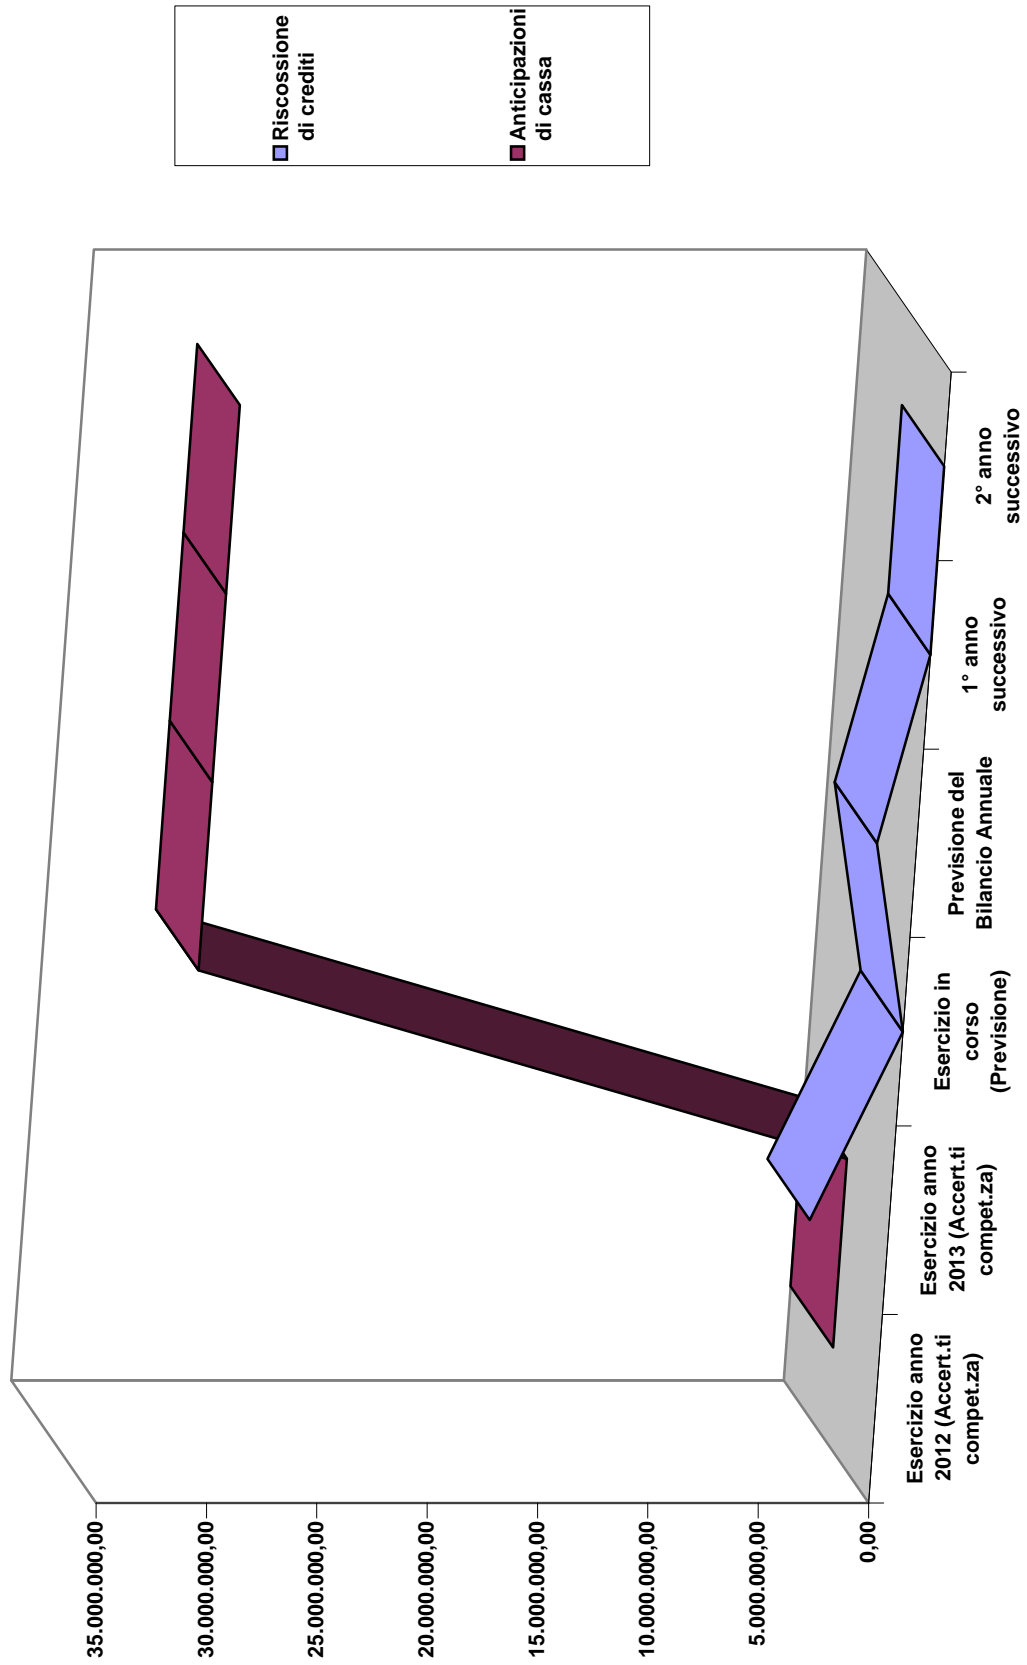 35.000.000,00
30.000.000,00
25.000.000,00
20.000.000,00
15.000.000,00
10.000.000,00
5.000.000,00
0,00
Esercizio anno
2012 (Accert.ti
compet.za)
Esercizio anno
2013 (Accert.ti
compet.za)
Esercizio in
corso
(Previsione)
Previsione del
Bilancio Annuale
1° anno
successivo
2° anno
successivo
Riscossione
di crediti
Anticipazioni
di cassa